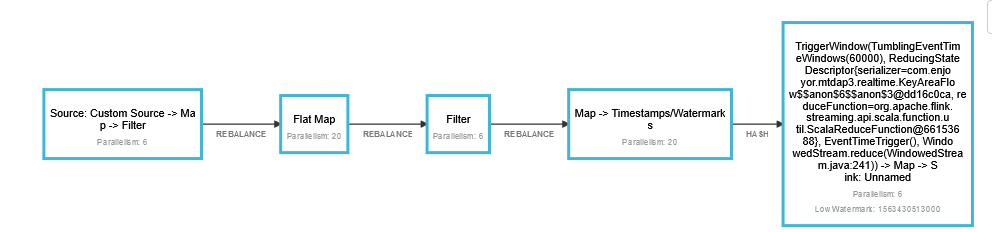 Source: Custom Source -> Ma
p -> Filter
Parallelism: 6
REBALANCE
Flat Map
Parallelism: 20
REBALANCE
Filter
Parallelism: 6
REBALANCE
Map -> Timestamps/Watermark
s
Parallelism: 20
HASH
TriggerWindow(TumblingEventTim
eWindows(60000), ReducingState
Descriptor{serializer=com.enjo
yor.mtdap3.realtime.KeyAreaFlo
w$$anon$6$$anon$3@dd16c0ca, re
duceFunction=org.apache.flink.
streaming.api.scala.function.u
til.ScalaReduceFunction@661536
88}, EventTimeTrigger(), Windo
wedStream.reduce(WindowedStrea
m.java:241)) -> Map -> S
ink: Unnamed
Parallelism: 6
Low Watermark: 1563430513000